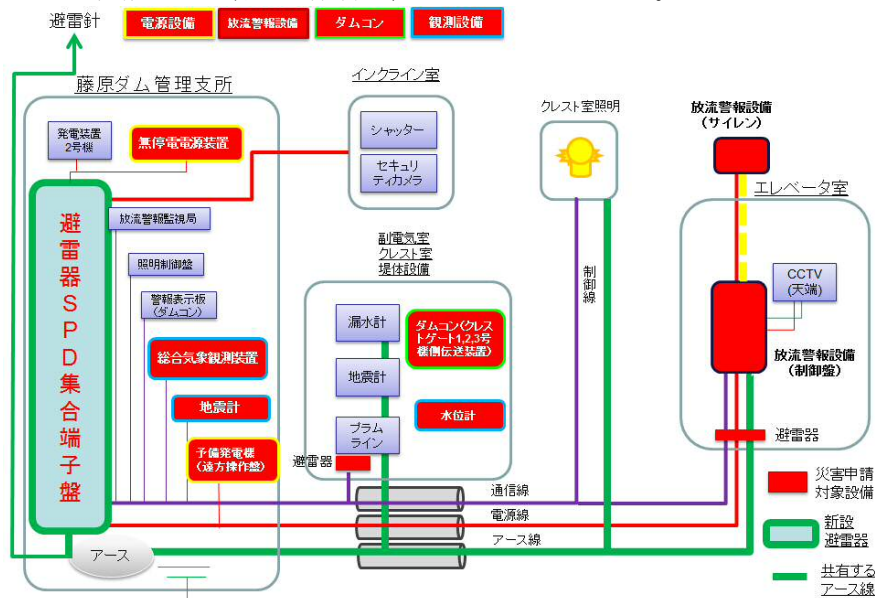 避雷針
電源設備
放流警報設備
ダムコン
観測設備
藤原ダム管理支所
発電装置
2号機
無停電電源装置
避雷器SPD集合端子盤
放流警報監視局
照明制御盤
警報表示板
(ダムコン)
総合気象観測装置
地震計
予備発電機
(遠方操作盤)
アース
インクライン室
シャッター
セキュリ
ティカメラ
副電気室
クレスト室
堤体設備
漏水計
地震計
プラム
ライン
ダムコン(クレス
トゲート1,2,3号
機側伝送装置)
水位計
避雷器
通信線
電源線
アース線
クレスト室照明
制御線
放流警報設備
(サイレン)
エレベータ室
CCTV
(天端)
放流警報設備
(制御盤)
避雷器
災害申請
対象設備
新設
避雷器
共有する
アース線